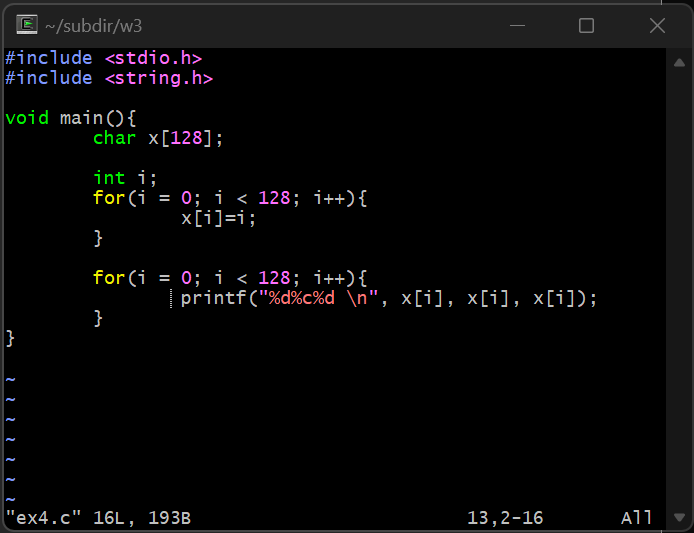 ~/subdir/w3
#include <stdio.h>
#include <string.h>
void main(){
        char x[128];
        int i;
        for(i = 0; i < 128; i++){
                x[i]=i;
        }
        for(i = 0; i < 128; i++){
                printf("%d%c%d \n", x[i], x[i], x[i]);
        }
}
~
~
~
~
~
~
~
"ex4.c" 16L, 193B 13,2-16 All